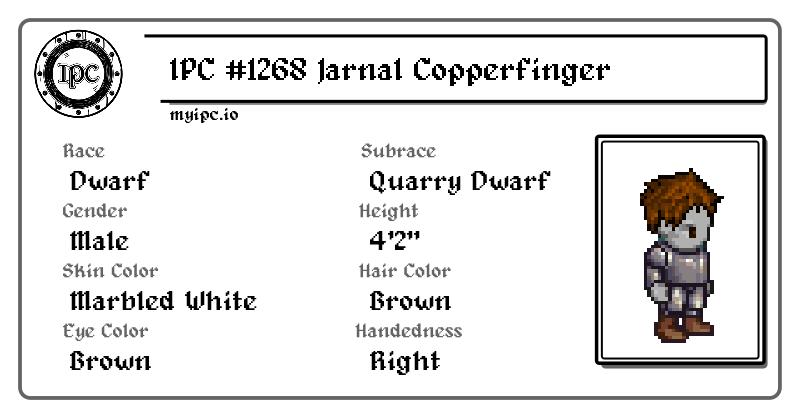 IPC
IPC #1268 Jarnal Copperfinger
myipc.io
Race
Dwarf
Subrace
Quarry Dwarf
Gender
Male
Height
4'2"
Skin Color
Marbled White
Hair Color
Brown
Eye Color
Brown
Handedness
Right